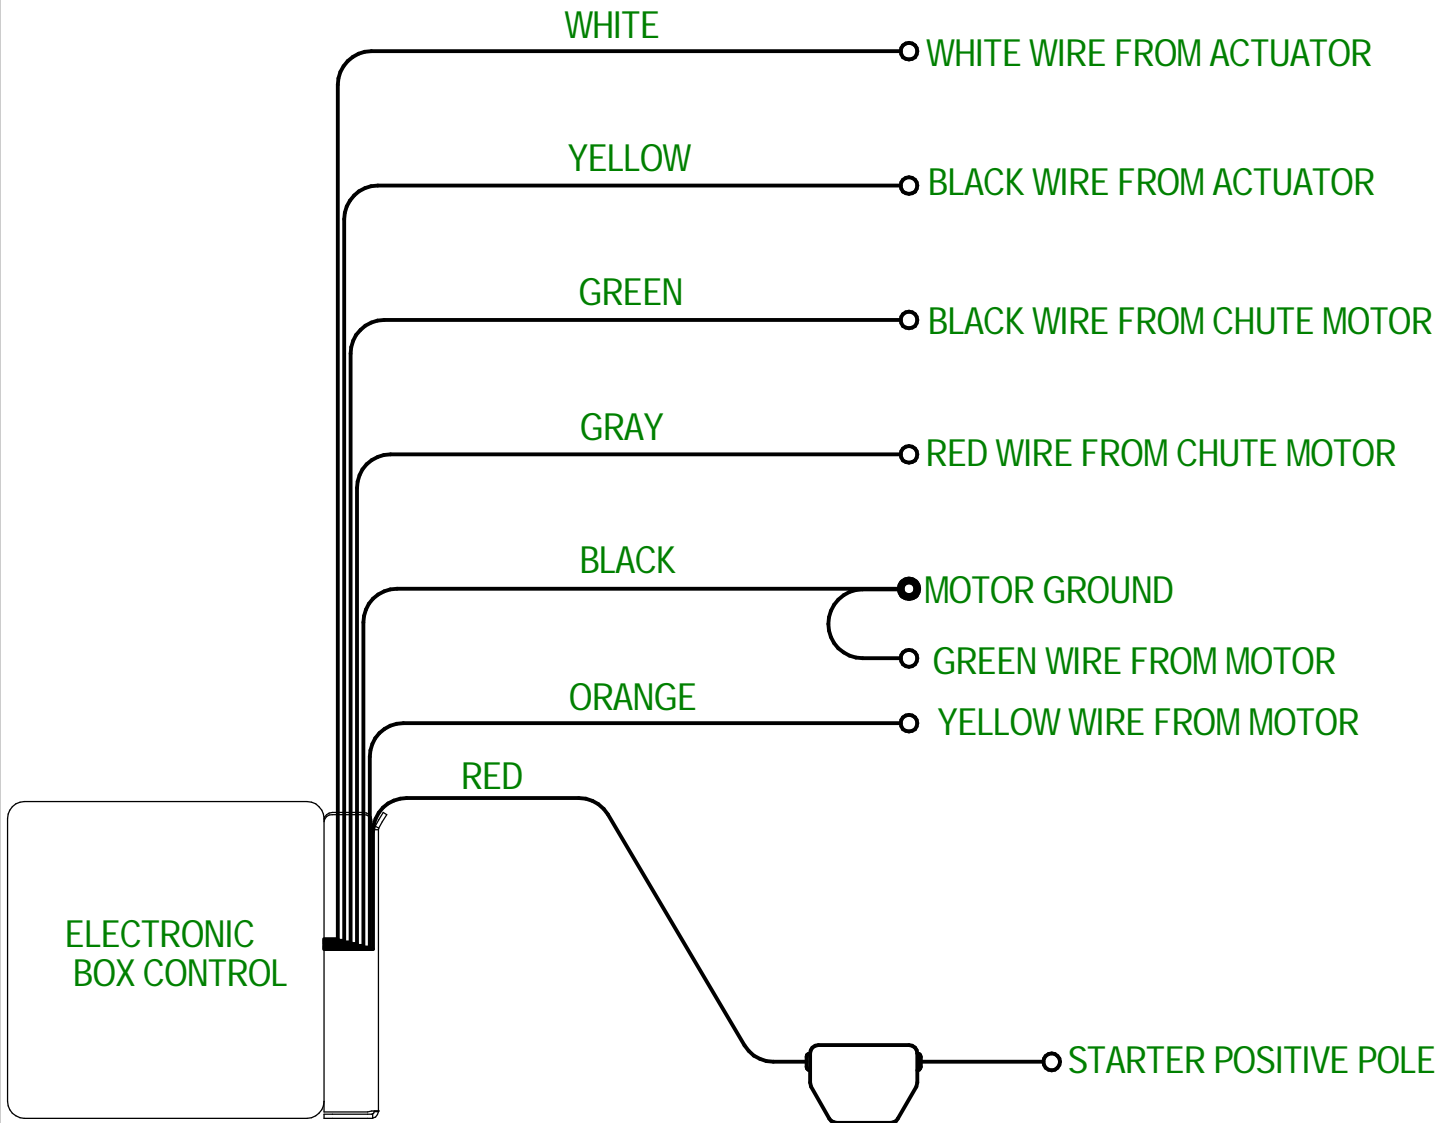 WHITE
WHITE WIRE FROM ACTUATOR
YELLOW
BLACK WIRE FROM ACTUATOR
GREEN
BLACK WIRE FROM CHUTE MOTOR
GRAY
RED WIRE FROM CHUTE MOTOR
BLACK
MOTOR GROUND
GREEN WIRE FROM MOTOR
ORANGE
YELLOW WIRE FROM MOTOR
RED
ELECTRONIC
BOX CONTROL
STARTER POSITIVE POLE